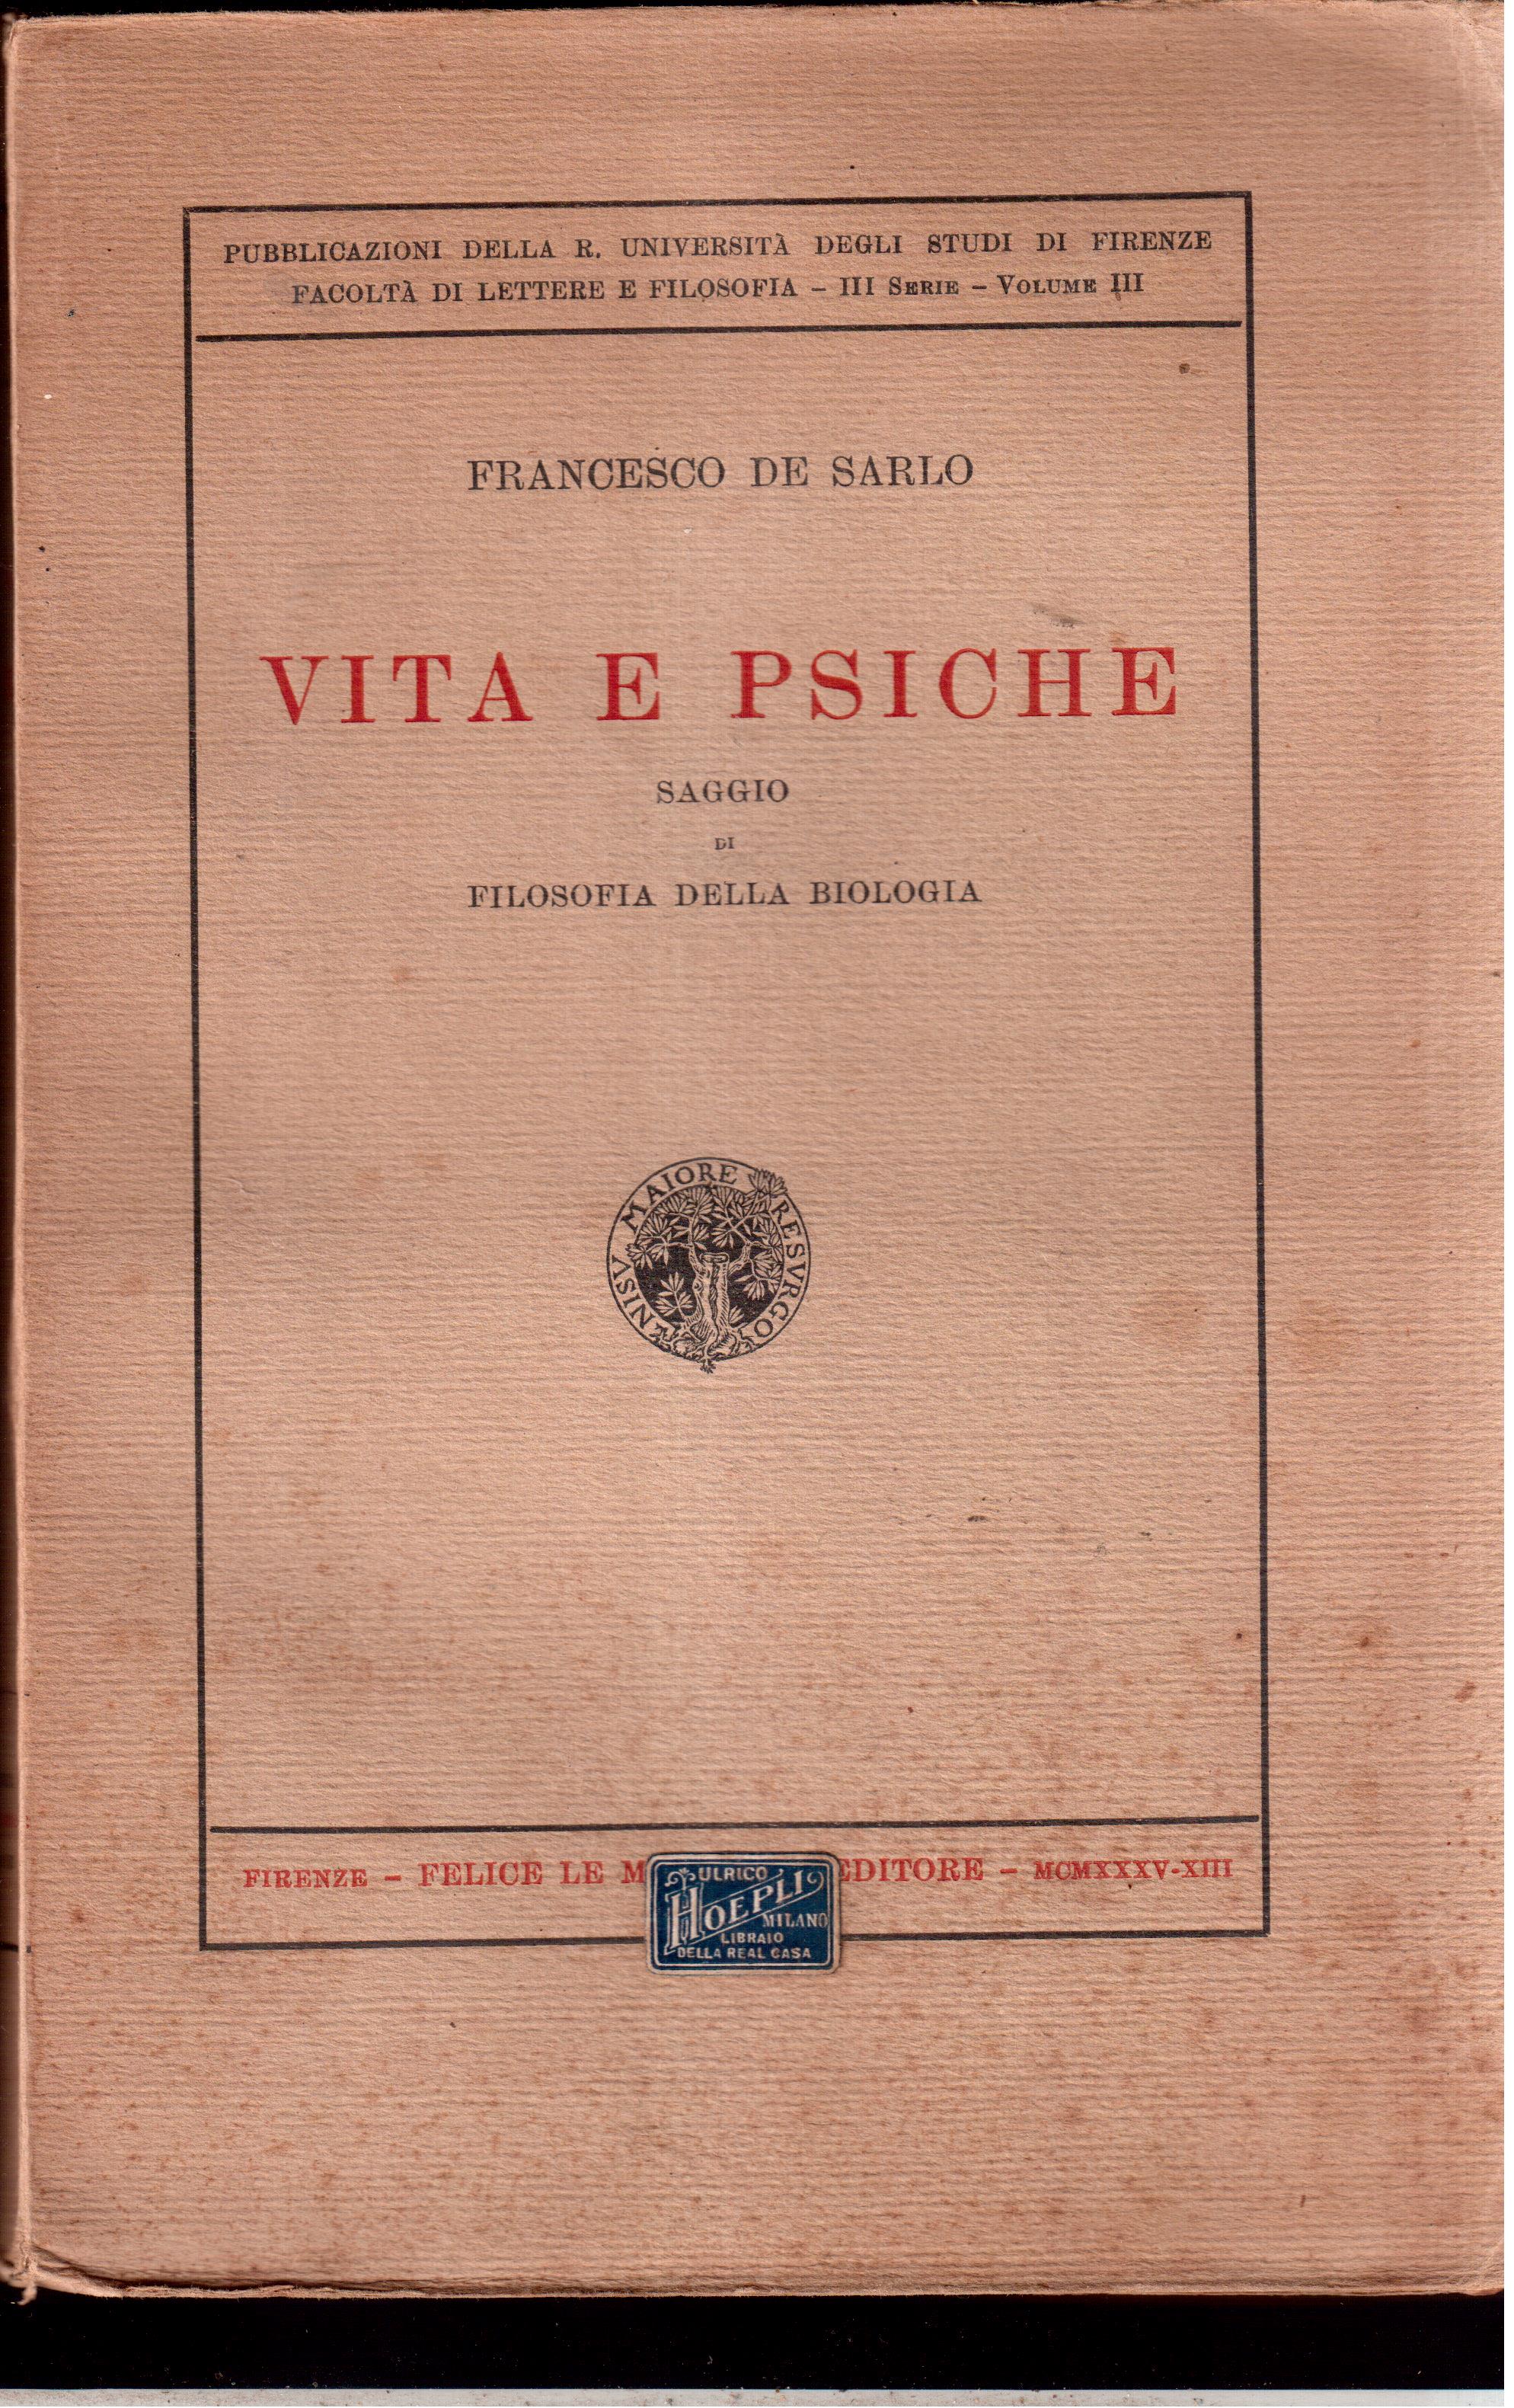 PUBBLICAZIONI DELLA R. UNIVERSITÀ DEGLI STUDI DI FIRENZE
FACOLTÀ DI LETTERE E FILOSOFIA – III SERIE – VOLUME III
FRANCESCO DE SARLO
VITA E PSICHE
SAGGIO
DI
FILOSOFIA DELLA BIOLOGIA
NISV MAIORE RESVRGO
FIRENZE – FELICE LE M EDITORE – MCMXXXV-XIII
ULRICO
HOEPLI
MILANO
LIBRAIO
DELLA REAL CASA